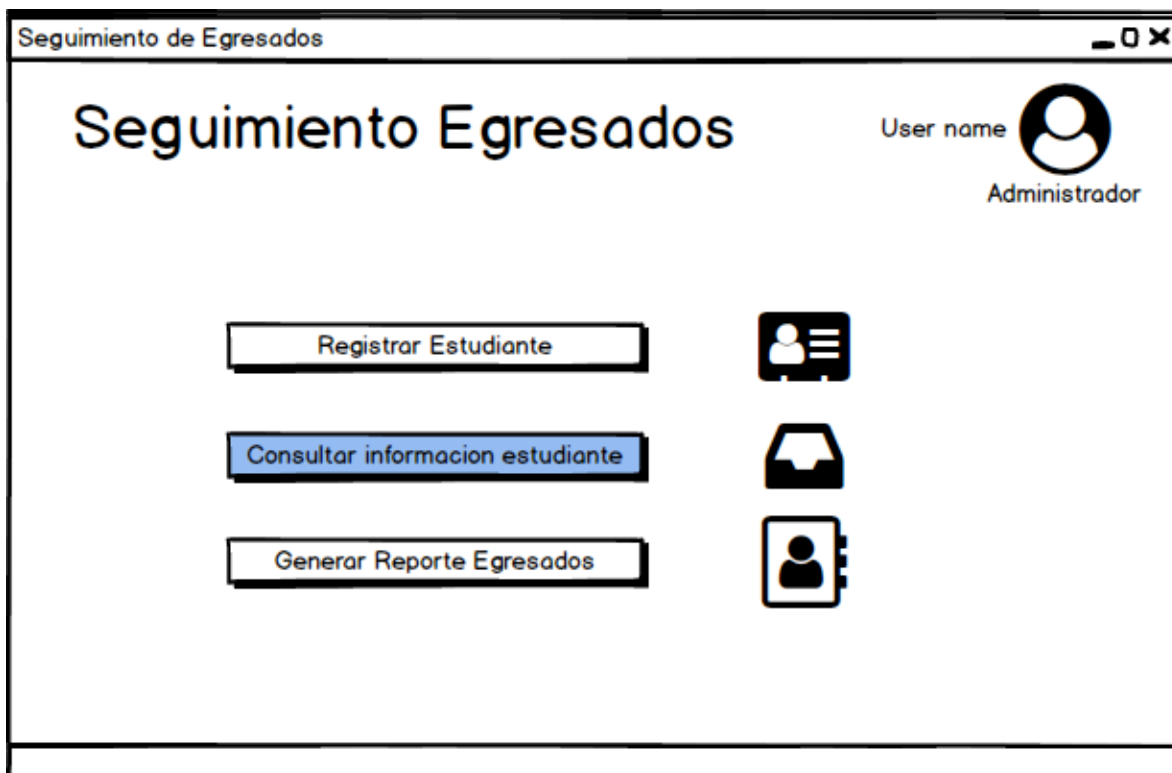 Seguimiento de Egresados
Seguimiento Egresados
User name
Administrador
Registrar Estudiante
Consultar informacion estudiante
Generar Reporte Egresados